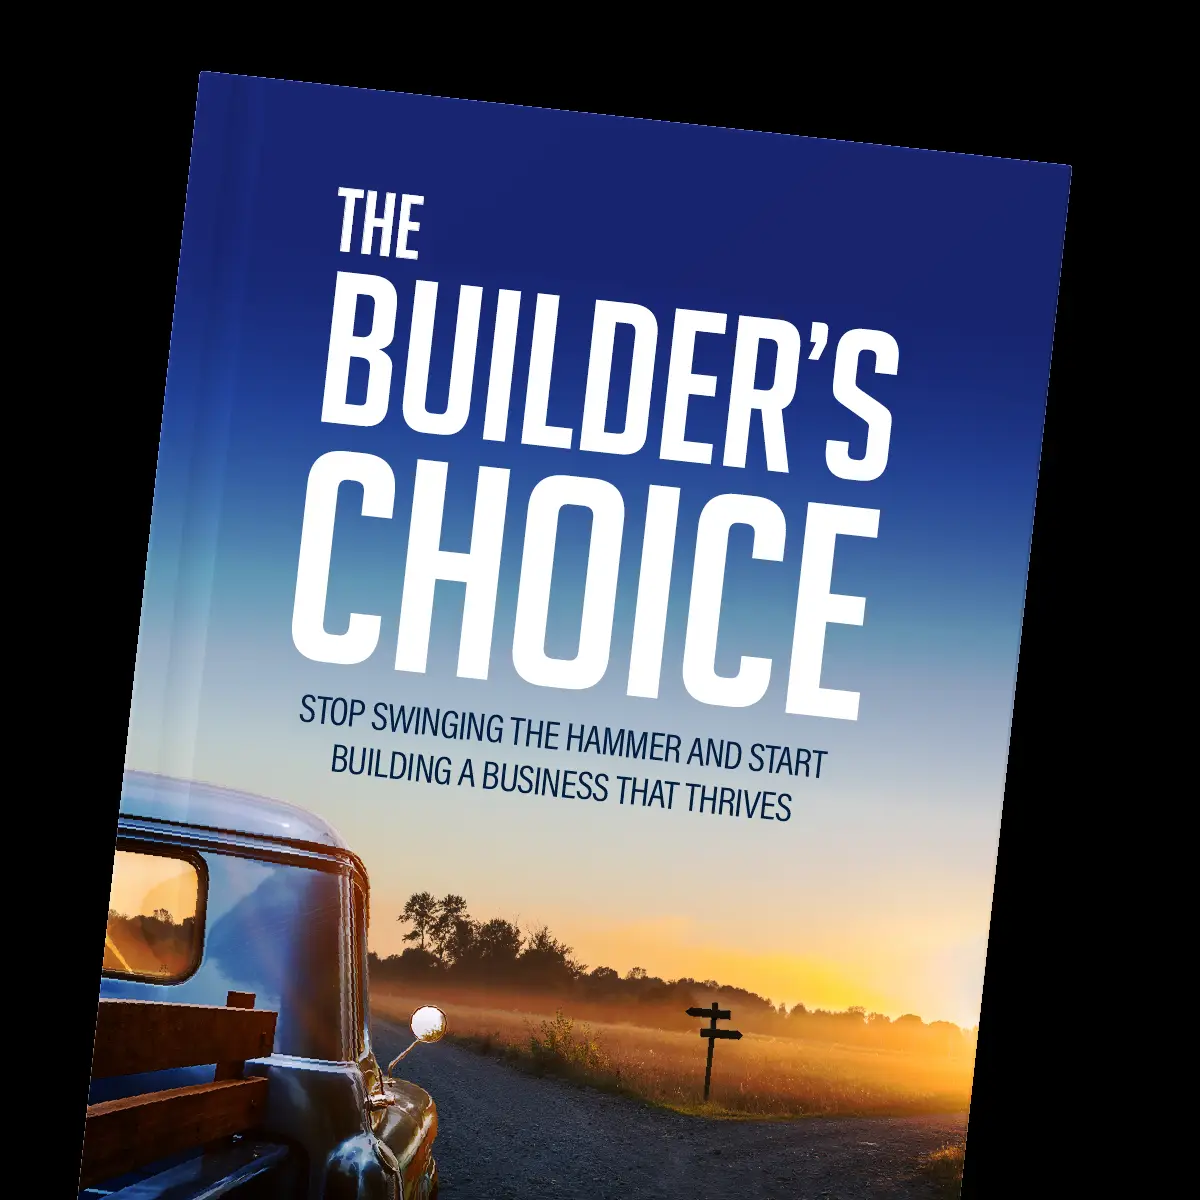 THE
BUILDER'S
CHOICE
STOP SWINGING THE HAMMER AND START
BUILDING A BUSINESS THAT THRIVES